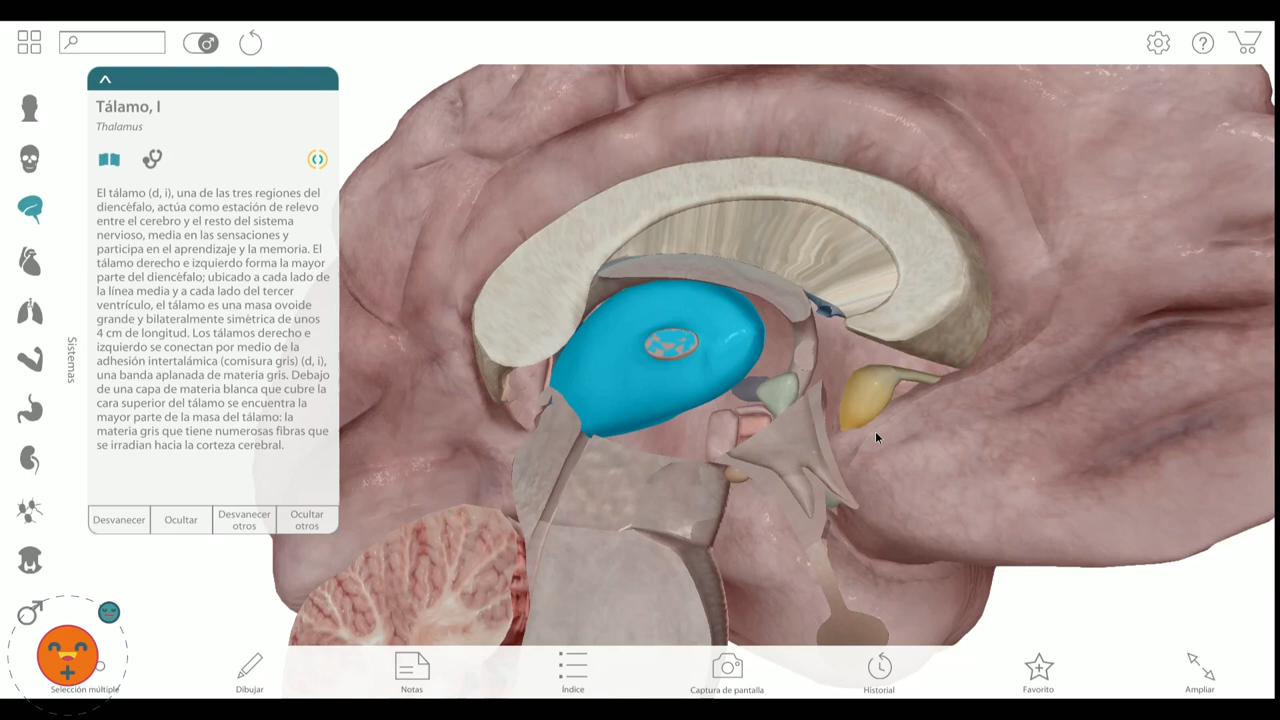 Tálamo, I
Thalamus
El tálamo (d, i), una de las tres regiones del
diencéfalo, actúa como estación de relevo
entre el cerebro y el resto del sistema
nervioso, media en las sensaciones y
participa en el aprendizaje y la memoria. El
tálamo derecho e izquierdo forma la mayor
parte del diencéfalo; ubicado a cada lado de
la línea media y a cada lado del tercer
ventrículo, el tálamo es una masa ovoide
grande y bilateralmente simétrica de unos
4 cm de longitud. Los tálamos derecho e
izquierdo se conectan por medio de la
adhesión intertalámica (comisura gris) (d, i),
una banda aplanada de materia gris. Debajo
de una capa de materia blanca que cubre la
cara superior del tálamo se encuentra la
mayor parte de la masa del tálamo: la
materia gris que tiene numerosas fibras que
se irradian hacia la corteza cerebral.
Desvanecer
Ocultar
Desvanecer
otros
Ocultar
otros
Sistemas
Selección múltiple
Dibujar
Notas
Índice
Captura de pantalla
Historial
Favorito
Ampliar